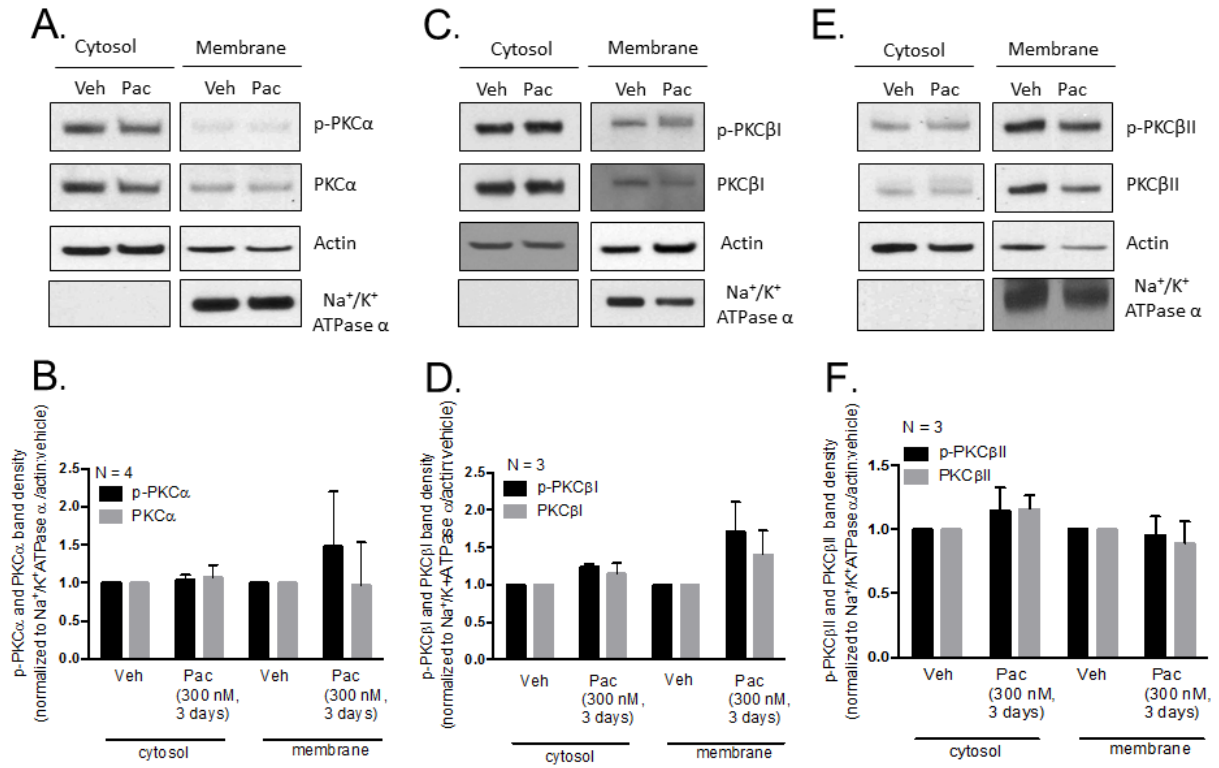 A.
Cytosol Membrane
Veh Pac Veh Pac
p-PKCα
PKCα
Actin
Na⁺/K⁺
ATPase α
C.
Cytosol Membrane
Veh Pac Veh Pac
p-PKCβI
PKCβI
Actin
Na⁺/K⁺
ATPase α
E.
Cytosol Membrane
Veh Pac Veh Pac
p-PKCβII
PKCβII
Actin
Na⁺/K⁺
ATPase α
B.
p-PKCα and PKCα band density
(normalized to Na⁺/K⁺ATPase α/actin:vehicle)
2.5
2.0
1.5
1.0
0.5
0.0
N = 4
p-PKCα
PKCα
Veh Pac Veh Pac
(300 nM, (300 nM,
3 days) 3 days)
cytosol membrane
D.
p-PKCβI and PKCβI band density
(normalized to Na⁺/K+ATPase α/actin:vehicle)
2.5
2.0
1.5
1.0
0.5
0.0
N = 3
p-PKCβI
PKCβI
Veh Pac Veh Pac
(300 nM, (300 nM,
3 days) 3 days)
cytosol membrane
F.
p-PKCβII and PKCβII band density
(normalized to Na⁺/K⁺ATPase α/actin:vehicle)
1.5
1.0
0.5
0.0
N = 3
p-PKCβII
PKCβII
Veh Pac Veh Pac
(300 nM, (300 nM,
3 days) 3 days)
cytosol membrane